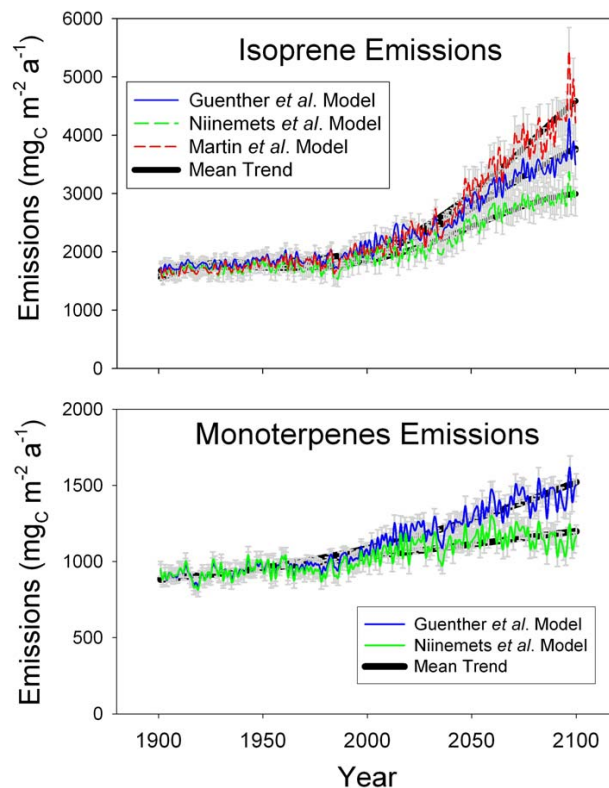 Isoprene Emissions
Emissions (mg_C m^-2 a^-1)
6000
5000
4000
3000
2000
1000
0
Guenther et al. Model
Niinemets et al. Model
Martin et al. Model
Mean Trend
Monoterpenes Emissions
Emissions (mg_C m^-2 a^-1)
2000
1500
1000
500
0
Guenther et al. Model
Niinemets et al. Model
Mean Trend
1900 1950 2000 2050 2100
Year